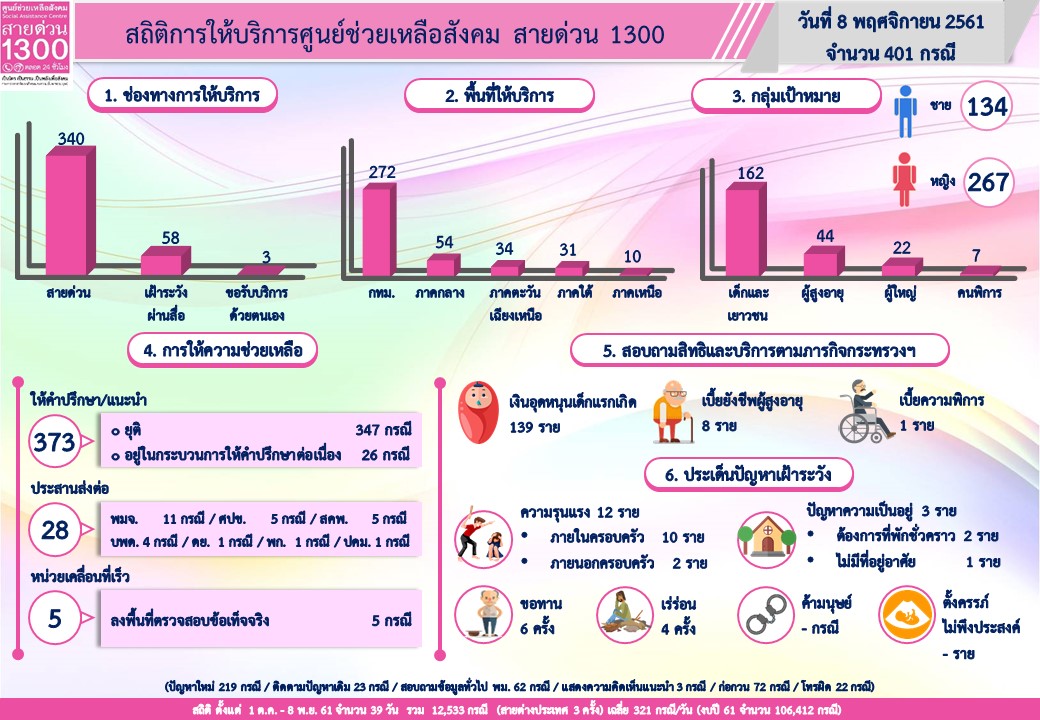 ศูนย์ช่วยเหลือสังคม
Social Assistance Centre
สายด่วน
1300
ตลอด 24 ชั่วโมง
สถิติการให้บริการศูนย์ช่วยเหลือสังคม สายด่วน 1300
วันที่ 8 พฤศจิกายน 2561
จำนวน 401 กรณี
1. ช่องทางการให้บริการ
340
58
3
สายด่วน
เฝ้าระวัง
ผ่านสื่อ
ขอรับบริการ
ด้วยตนเอง
2. พื้นที่ให้บริการ
272
54
34
31
10
กทม.
ภาคกลาง
ภาคตะวัน
เฉียงเหนือ
ภาคใต้
ภาคเหนือ
3. กลุ่มเป้าหมาย
ชาย 134
หญิง 267
162
44
22
7
เด็กและ
เยาวชน
ผู้สูงอายุ
ผู้ใหญ่
คนพิการ
4. การให้ความช่วยเหลือ
ให้คำปรึกษา/แนะนำ
373
o ยุติ 347 กรณี
o อยู่ในกระบวนการให้คำปรึกษาต่อเนื่อง 26 กรณี
ประสานส่งต่อ
28
พมจ. 11 กรณี / ศปข. 5 กรณี / สคพ. 5 กรณี
บพด. 4 กรณี / ดย. 1 กรณี / พก. 1 กรณี / ปคม. 1 กรณี
หน่วยเคลื่อนที่เร็ว
5
ลงพื้นที่ตรวจสอบข้อเท็จจริง 5 กรณี
5. สอบถามสิทธิและบริการตามภารกิจกระทรวงฯ
เงินอุดหนุนเด็กแรกเกิด
139 ราย
เบี้ยยังชีพผู้สูงอายุ
8 ราย
เบี้ยความพิการ
1 ราย
6. ประเด็นปัญหาเฝ้าระวัง
ความรุนแรง 12 ราย
• ภายในครอบครัว 10 ราย
• ภายนอกครอบครัว 2 ราย
ปัญหาความเป็นอยู่ 3 ราย
• ต้องการที่พักชั่วคราว 2 ราย
• ไม่มีที่อยู่อาศัย 1 ราย
ขอทาน
6 ครั้ง
เร่ร่อน
4 ครั้ง
ค้ามนุษย์
- กรณี
ตั้งครรภ์
ไม่พึงประสงค์
- ราย
(ปัญหาใหม่ 219 กรณี / ติดตามปัญหาเดิม 23 กรณี / สอบถามข้อมูลทั่วไป พม. 62 กรณี / แสดงความคิดเห็นแนะนำ 3 กรณี / ก่อกวน 72 กรณี / โทรผิด 22 กรณี)
สถิติ ตั้งแต่ 1 ต.ค. - 8 พ.ย. 61 จำนวน 39 วัน รวม 12,533 กรณี (สายต่างประเทศ 3 ครั้ง) เฉลี่ย 321 กรณี/วัน (งบปี 61 จำนวน 106,412 กรณี)